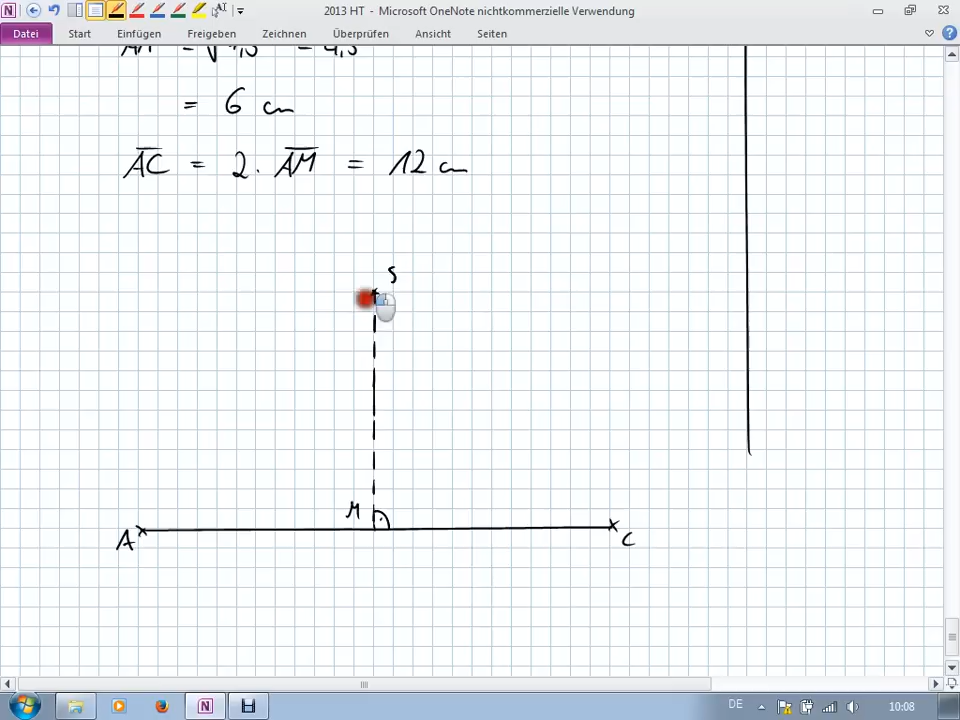 2013 HT - Microsoft OneNote nichtkommerzielle Verwendung
Datei Start Einfügen Freigeben Zeichnen Überprüfen Ansicht Seiten
= 6 cm
AC = 2 · AM = 12 cm
S
M
A
C
DE 10:08